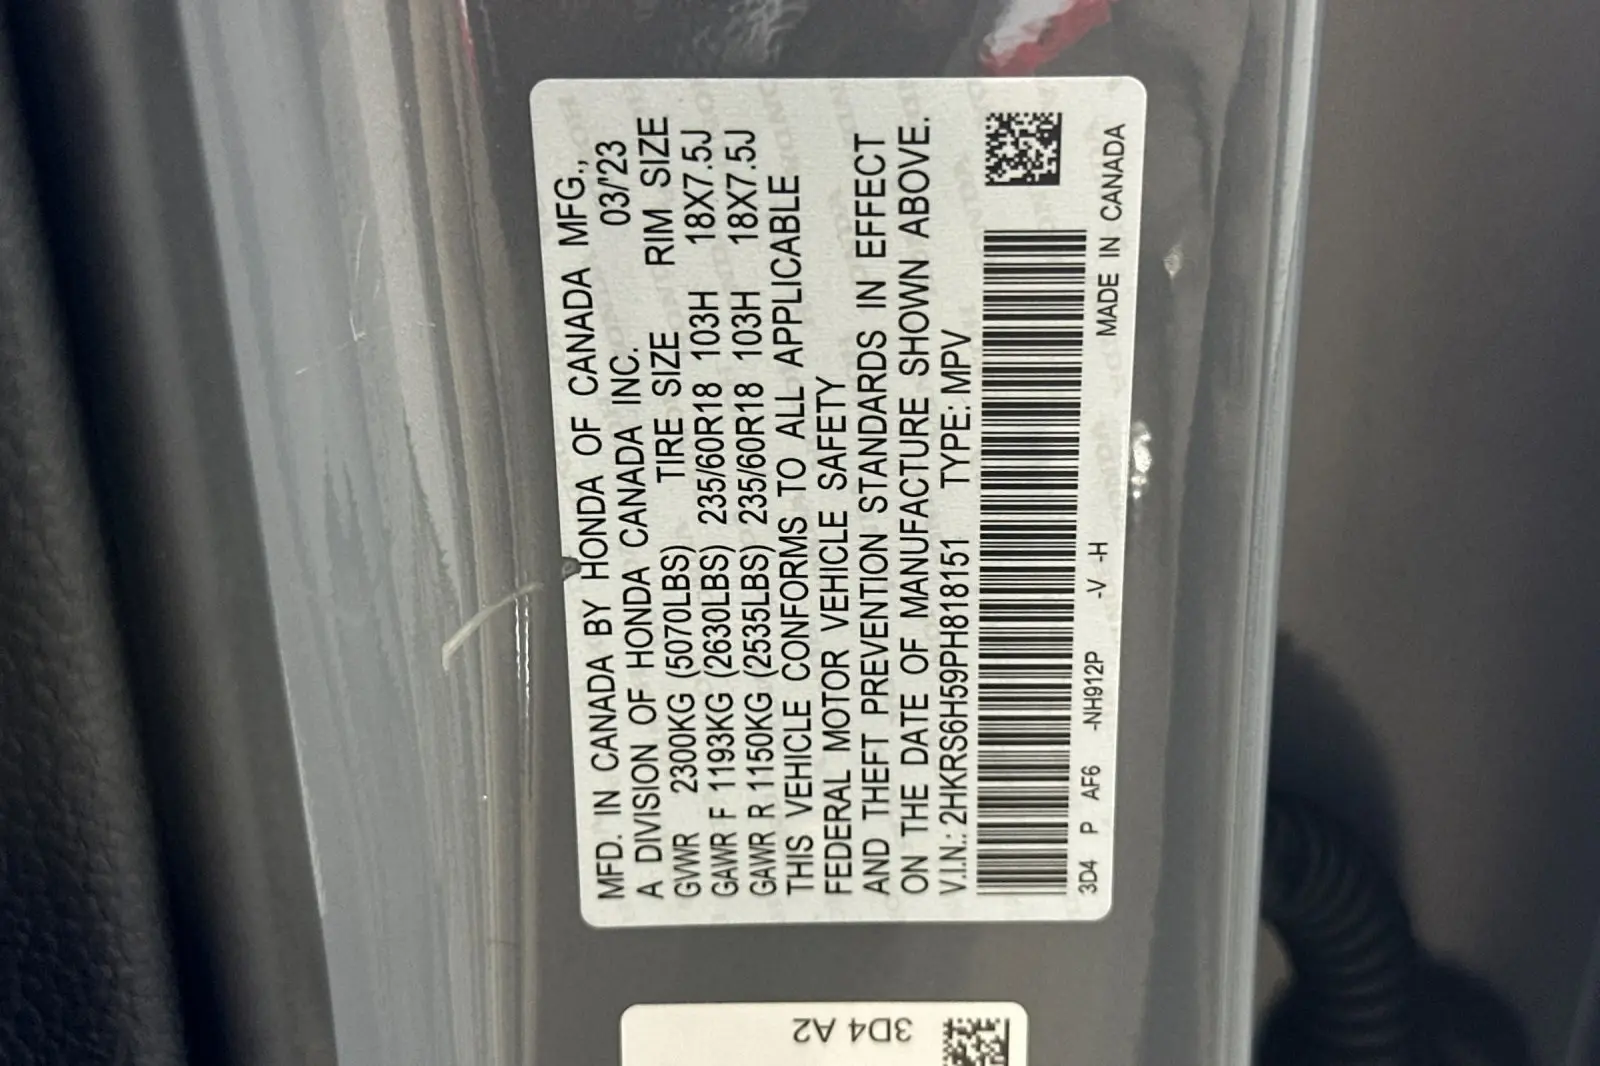 MFD. IN CANADA BY HONDA OF CANADA MFG.,
A DIVISION OF HONDA CANADA INC. 03/'23
GVWR 2300KG (5070LBS) TIRE SIZE RIM SIZE
GAWR F 1193KG (2630LBS) 235/60R18 103H 18X7.5J
GAWR R 1150KG (2535LBS) 235/60R18 103H 18X7.5J
THIS VEHICLE CONFORMS TO ALL APPLICABLE
FEDERAL MOTOR VEHICLE SAFETY
AND THEFT PREVENTION STANDARDS IN EFFECT
ON THE DATE OF MANUFACTURE SHOWN ABOVE.
V.I.N.: 2HKRS6H59PH818151 TYPE: MPV
3D4 P AF6 -NH912P -V -H MADE IN CANADA
3D4 A2